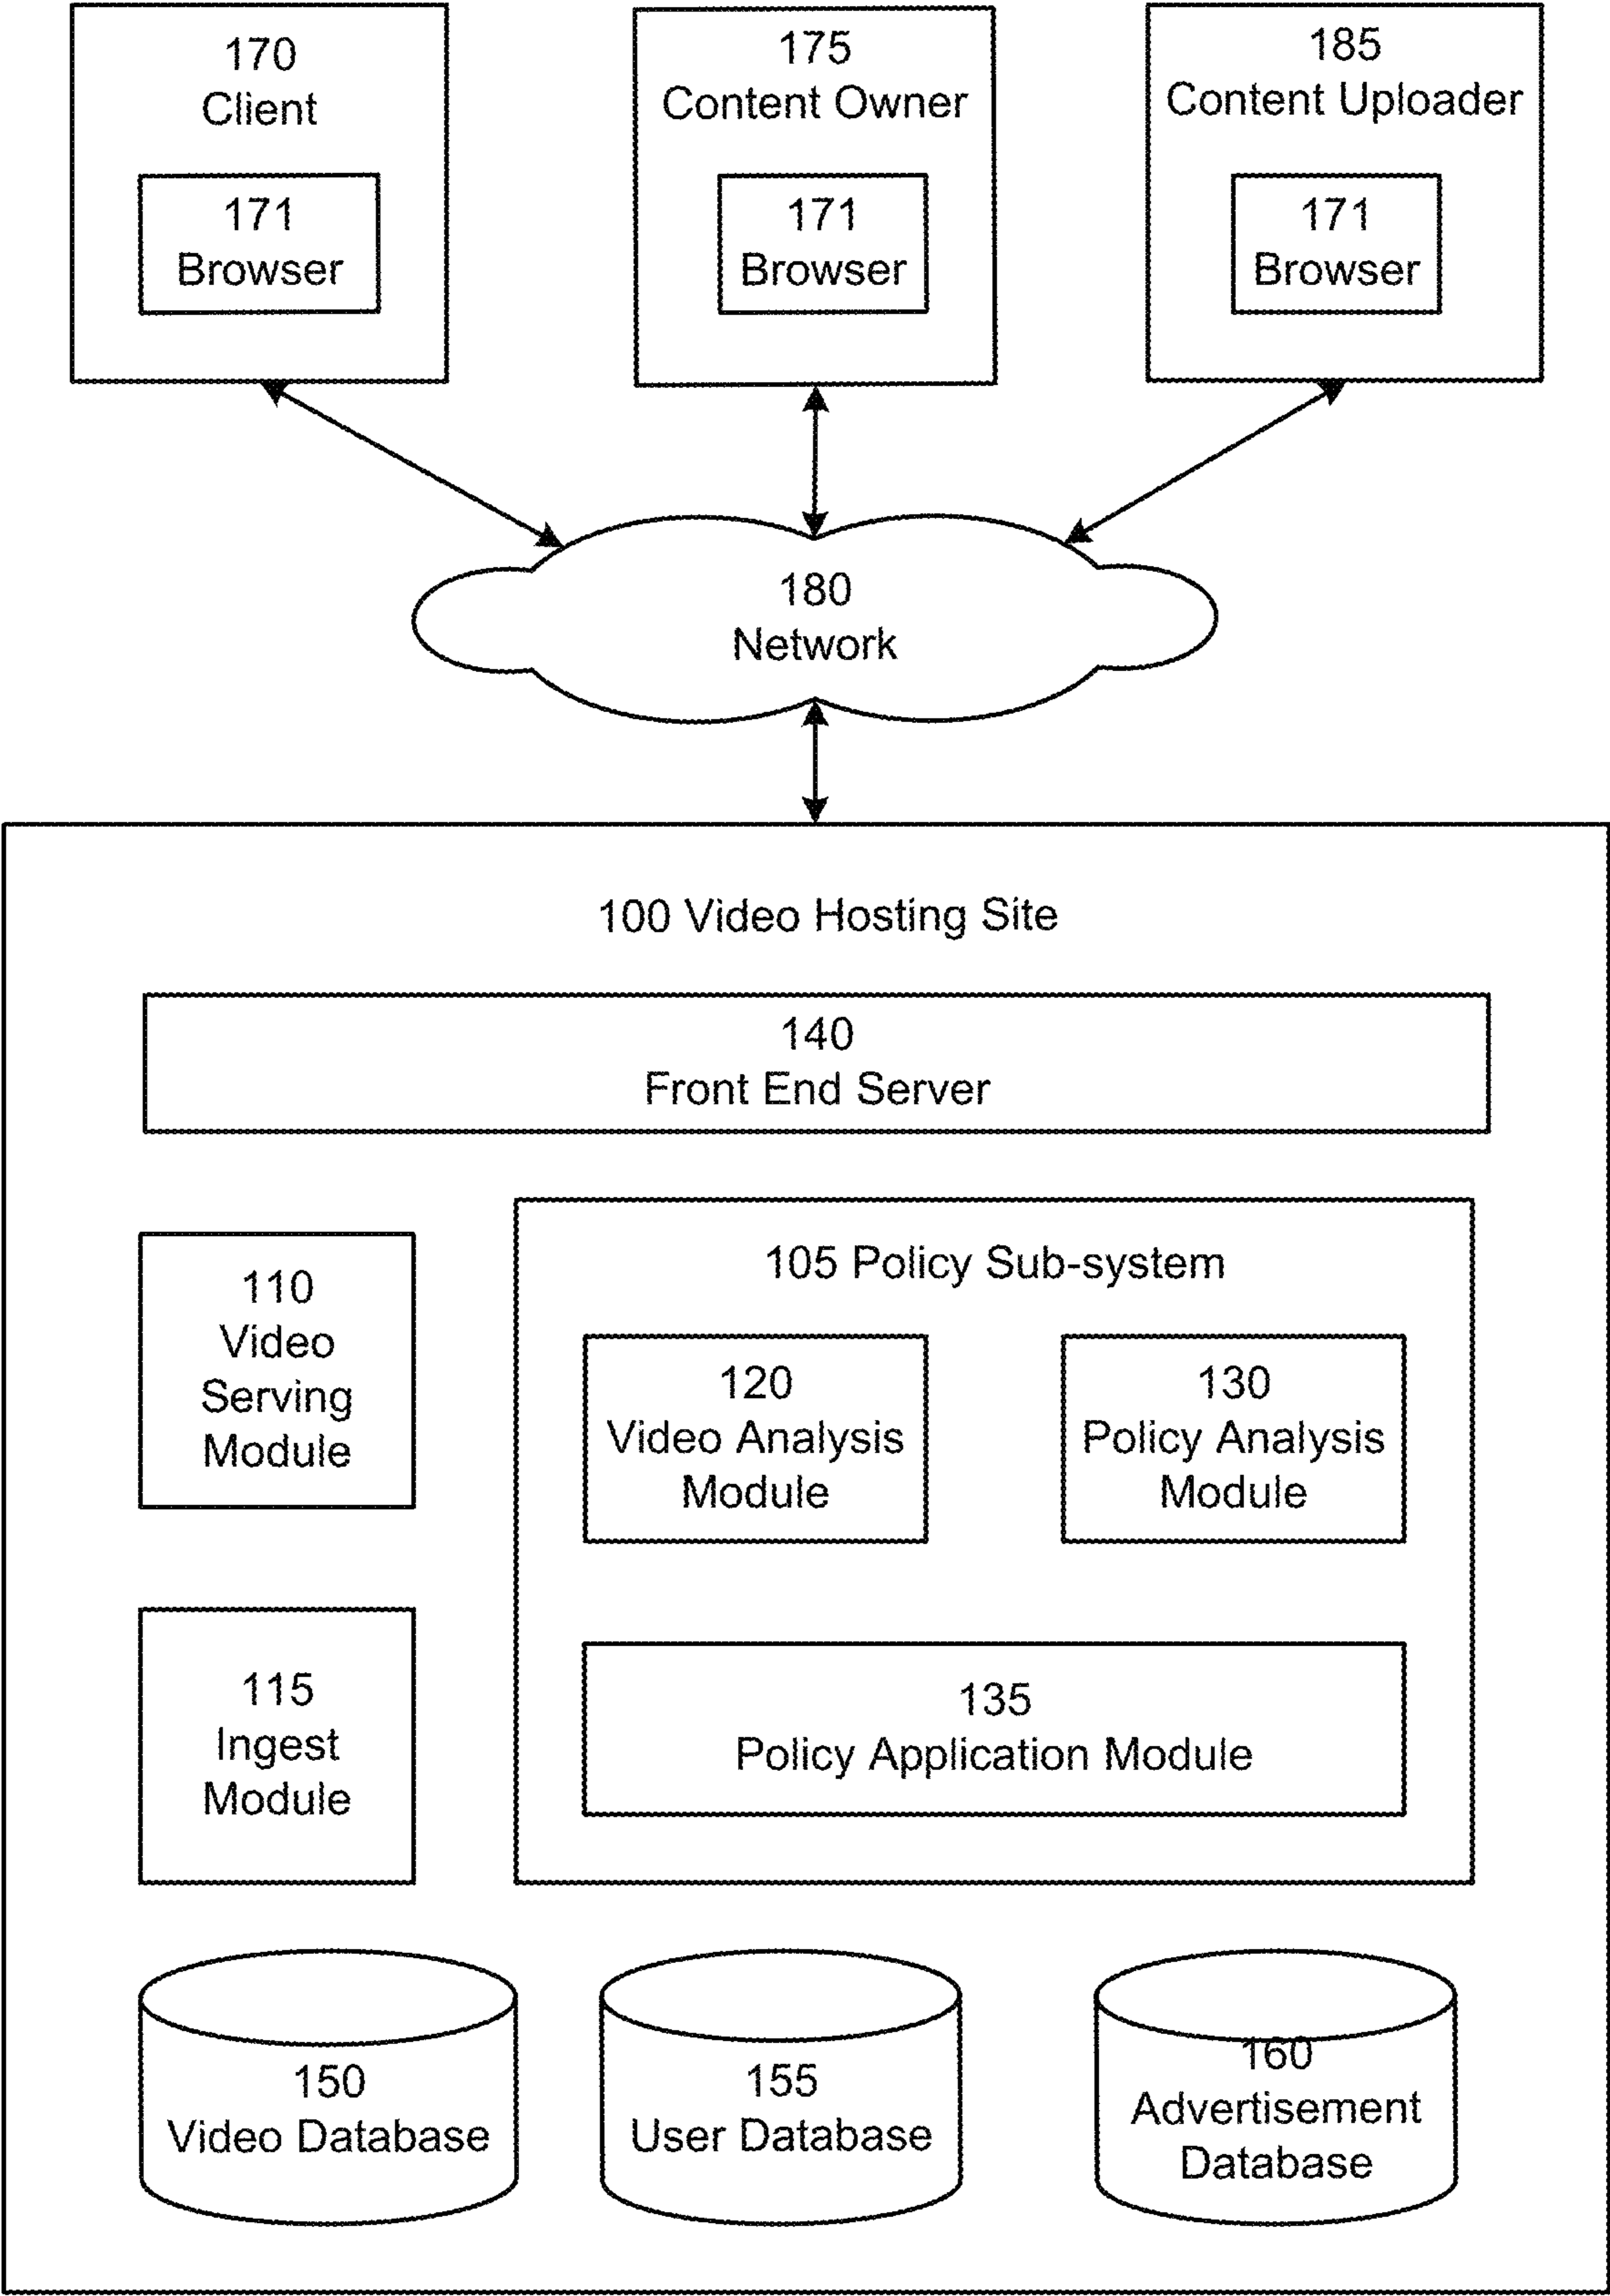 170
Client
171
Browser
175
Content Owner
171
Browser
185
Content Uploader
171
Browser
180
Network
100 Video Hosting Site
140
Front End Server
110
Video
Serving
Module
105 Policy Sub-system
120
Video Analysis
Module
130
Policy Analysis
Module
115
Ingest
Module
135
Policy Application Module
150
Video Database
155
User Database
160
Advertisement
Database